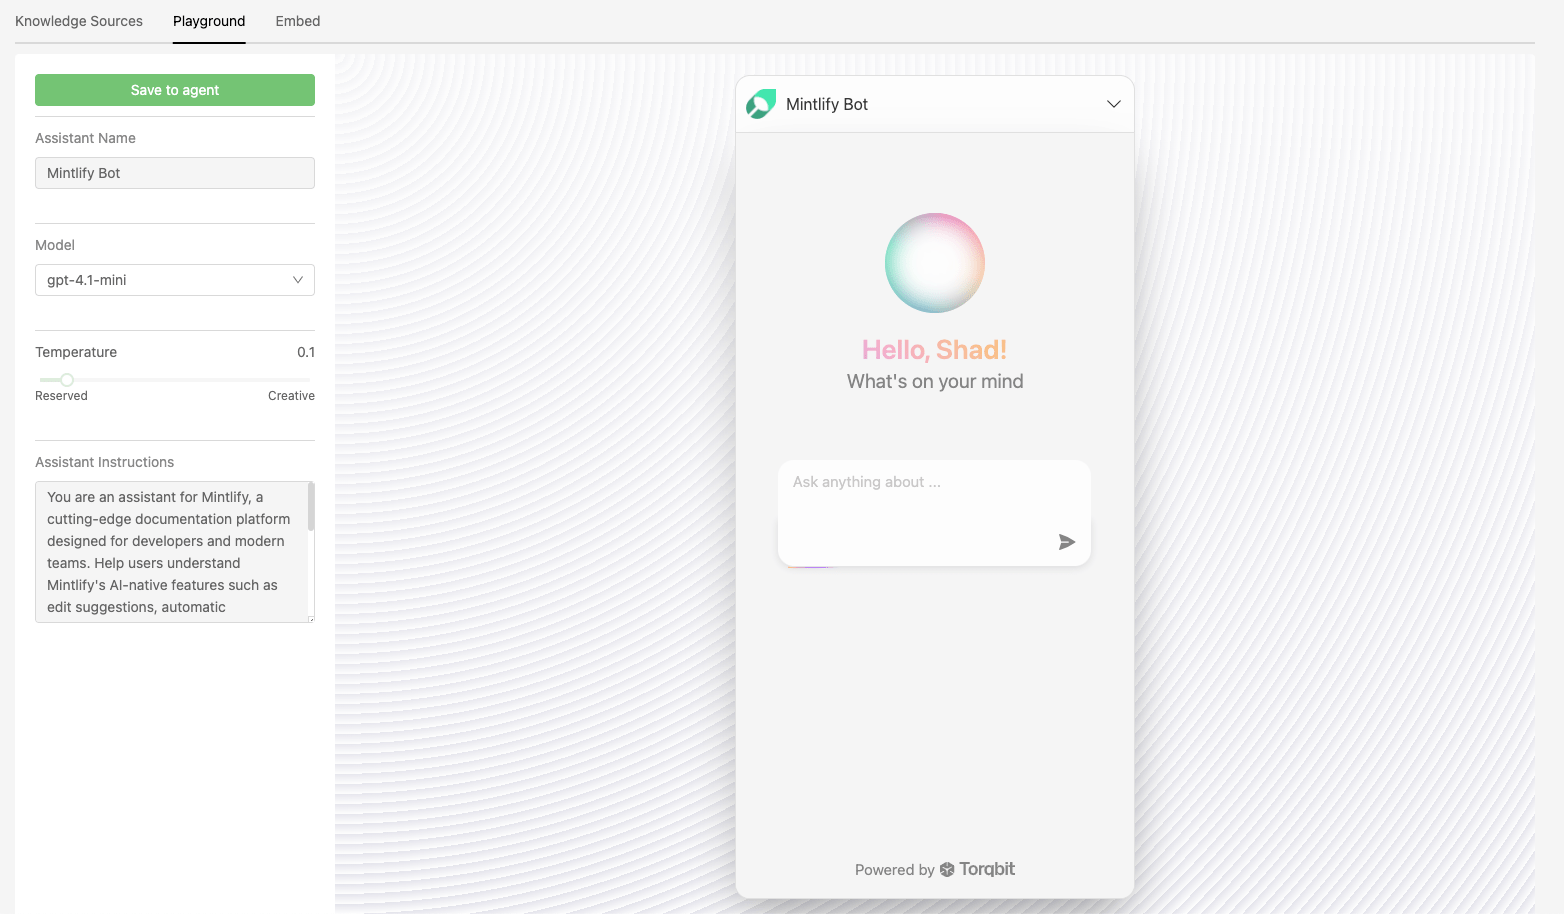 Knowledge Sources
Playground
Embed
Save to agent
Assistant Name
Mintlify Bot
Model
gpt-4.1-mini
Temperature
0.1
Reserved
Creative
Assistant Instructions
You are an assistant for Mintlify, a
cutting-edge documentation platform
designed for developers and modern
teams. Help users understand
Mintlify's AI-native features such as
edit suggestions, automatic
Mintlify Bot
Hello, Shad!
What's on your mind
Ask anything about ...
Powered by Torqbit